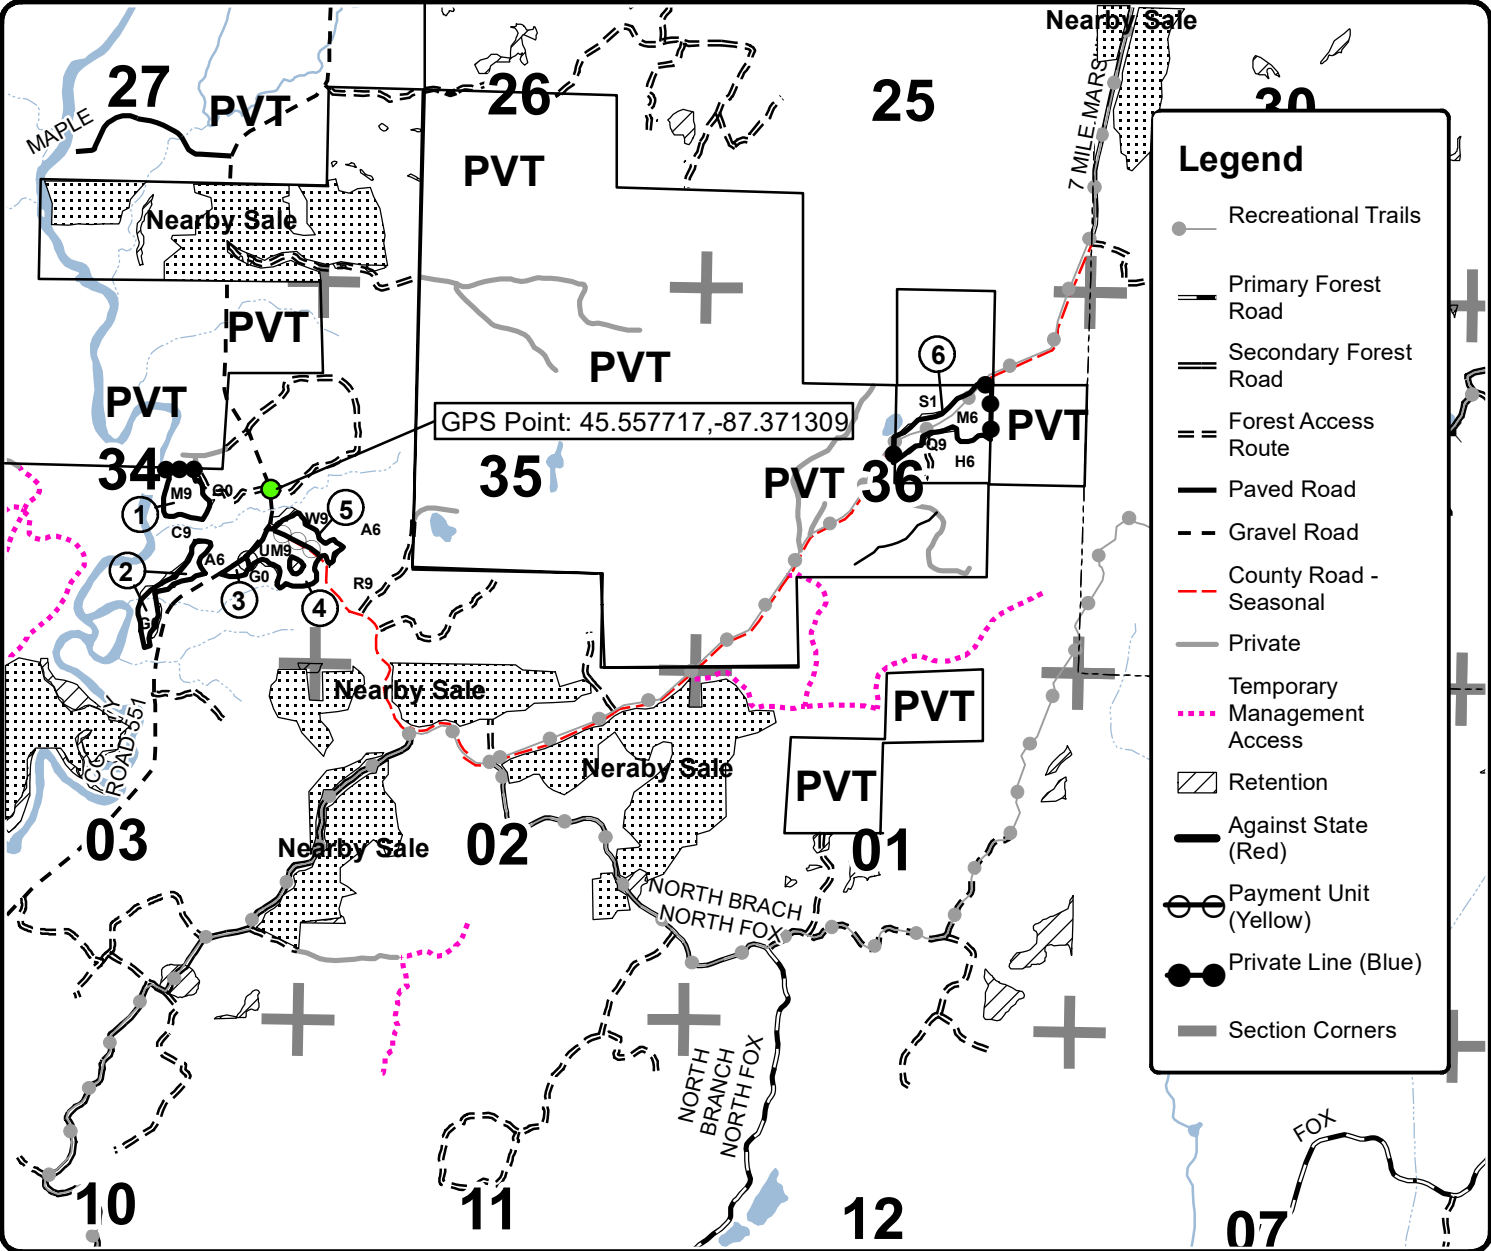 Nearby Sale
27
26
25
30
PVT
MAPLE
7 MILE MARS
PVT
Nearby Sale
PVT
PVT
PVT
GPS Point: 45.557717,-87.371309
6
S1
M6
Q9
H6
PVT
PVT
36
34
35
M9
G0
1
C9
W9
5
A6
2
A6
UM9
G0
3
4
R9
G
Nearby Sale
PVT
ROAD 551
Neraby Sale
PVT
03
Nearby Sale
02
01
NORTH BRACH
NORTH FOX
NORTH
BRANCH
NORTH FOX
FOX
10
11
12
07
Legend
Recreational Trails
Primary Forest
Road
Secondary Forest
Road
Forest Access
Route
Paved Road
Gravel Road
County Road -
Seasonal
Private
Temporary
Management
Access
Retention
Against State
(Red)
Payment Unit
(Yellow)
Private Line (Blue)
Section Corners